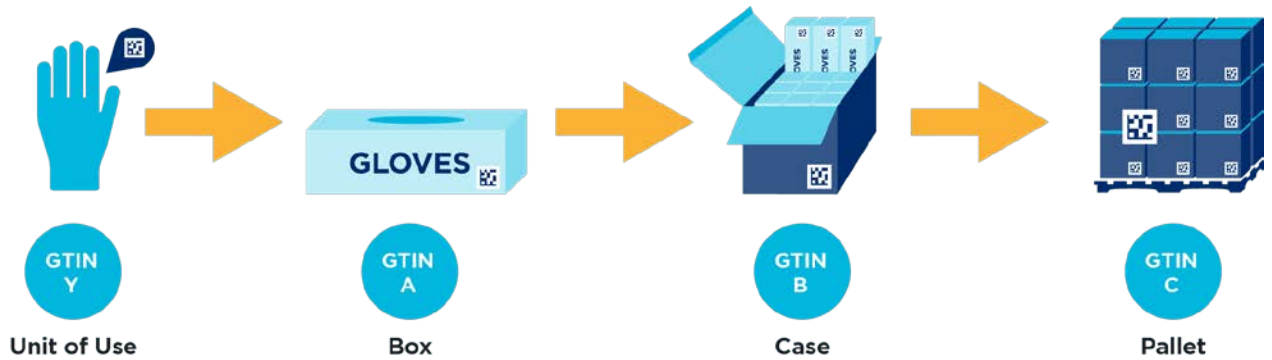 GLOVES
OVES
OVES
OVES
GTIN
Y
GTIN
A
GTIN
B
GTIN
C
Unit of Use
Box
Case
Pallet